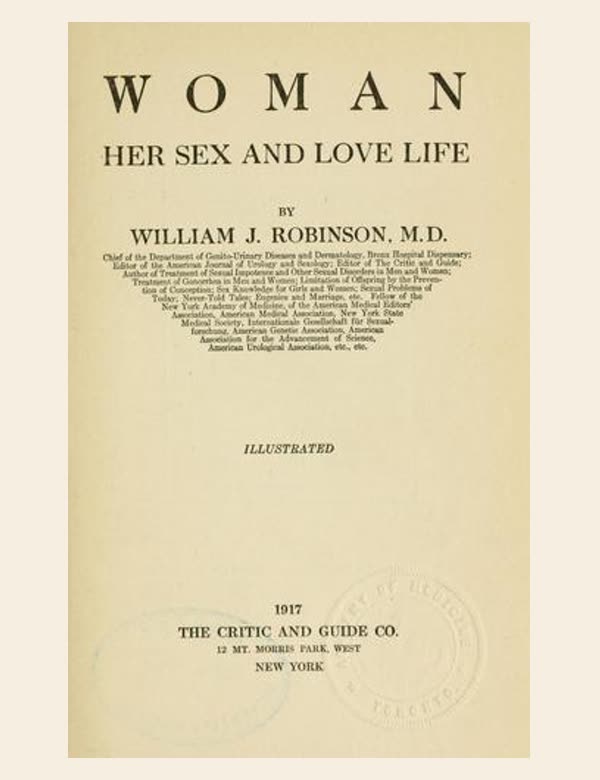 WOMAN
HER SEX AND LOVE LIFE
BY
WILLIAM J. ROBINSON, M.D.
Chief of the Department of Genito-Urinary Diseases and Dermatology, Bronx Hospital Dispensary;
Editor of the American Journal of Urology and Sexology; Editor of The Critic and Guide;
Author of Treatment of Sexual Impotence and Other Sexual Disorders in Men and Women;
Treatment of Gonorrhea in Men and Women; Limitation of Offspring by the Preven-
tion of Conception; Sex Knowledge for Girls and Women; Sexual Problems of
Today; Never-Told Tales; Eugenics and Marriage, etc. Fellow of the
New York Academy of Medicine, of the American Medical Editors'
Association, American Medical Association, New York State
Medical Society, Internationale Gesellschaft für Sexual-
forschung, American Genetic Association, American
Association for the Advancement of Science,
American Urological Association, etc., etc.
ILLUSTRATED
1917
THE CRITIC AND GUIDE CO.
12 MT. MORRIS PARK, WEST
NEW YORK
OF MEDICINE
TORONTO